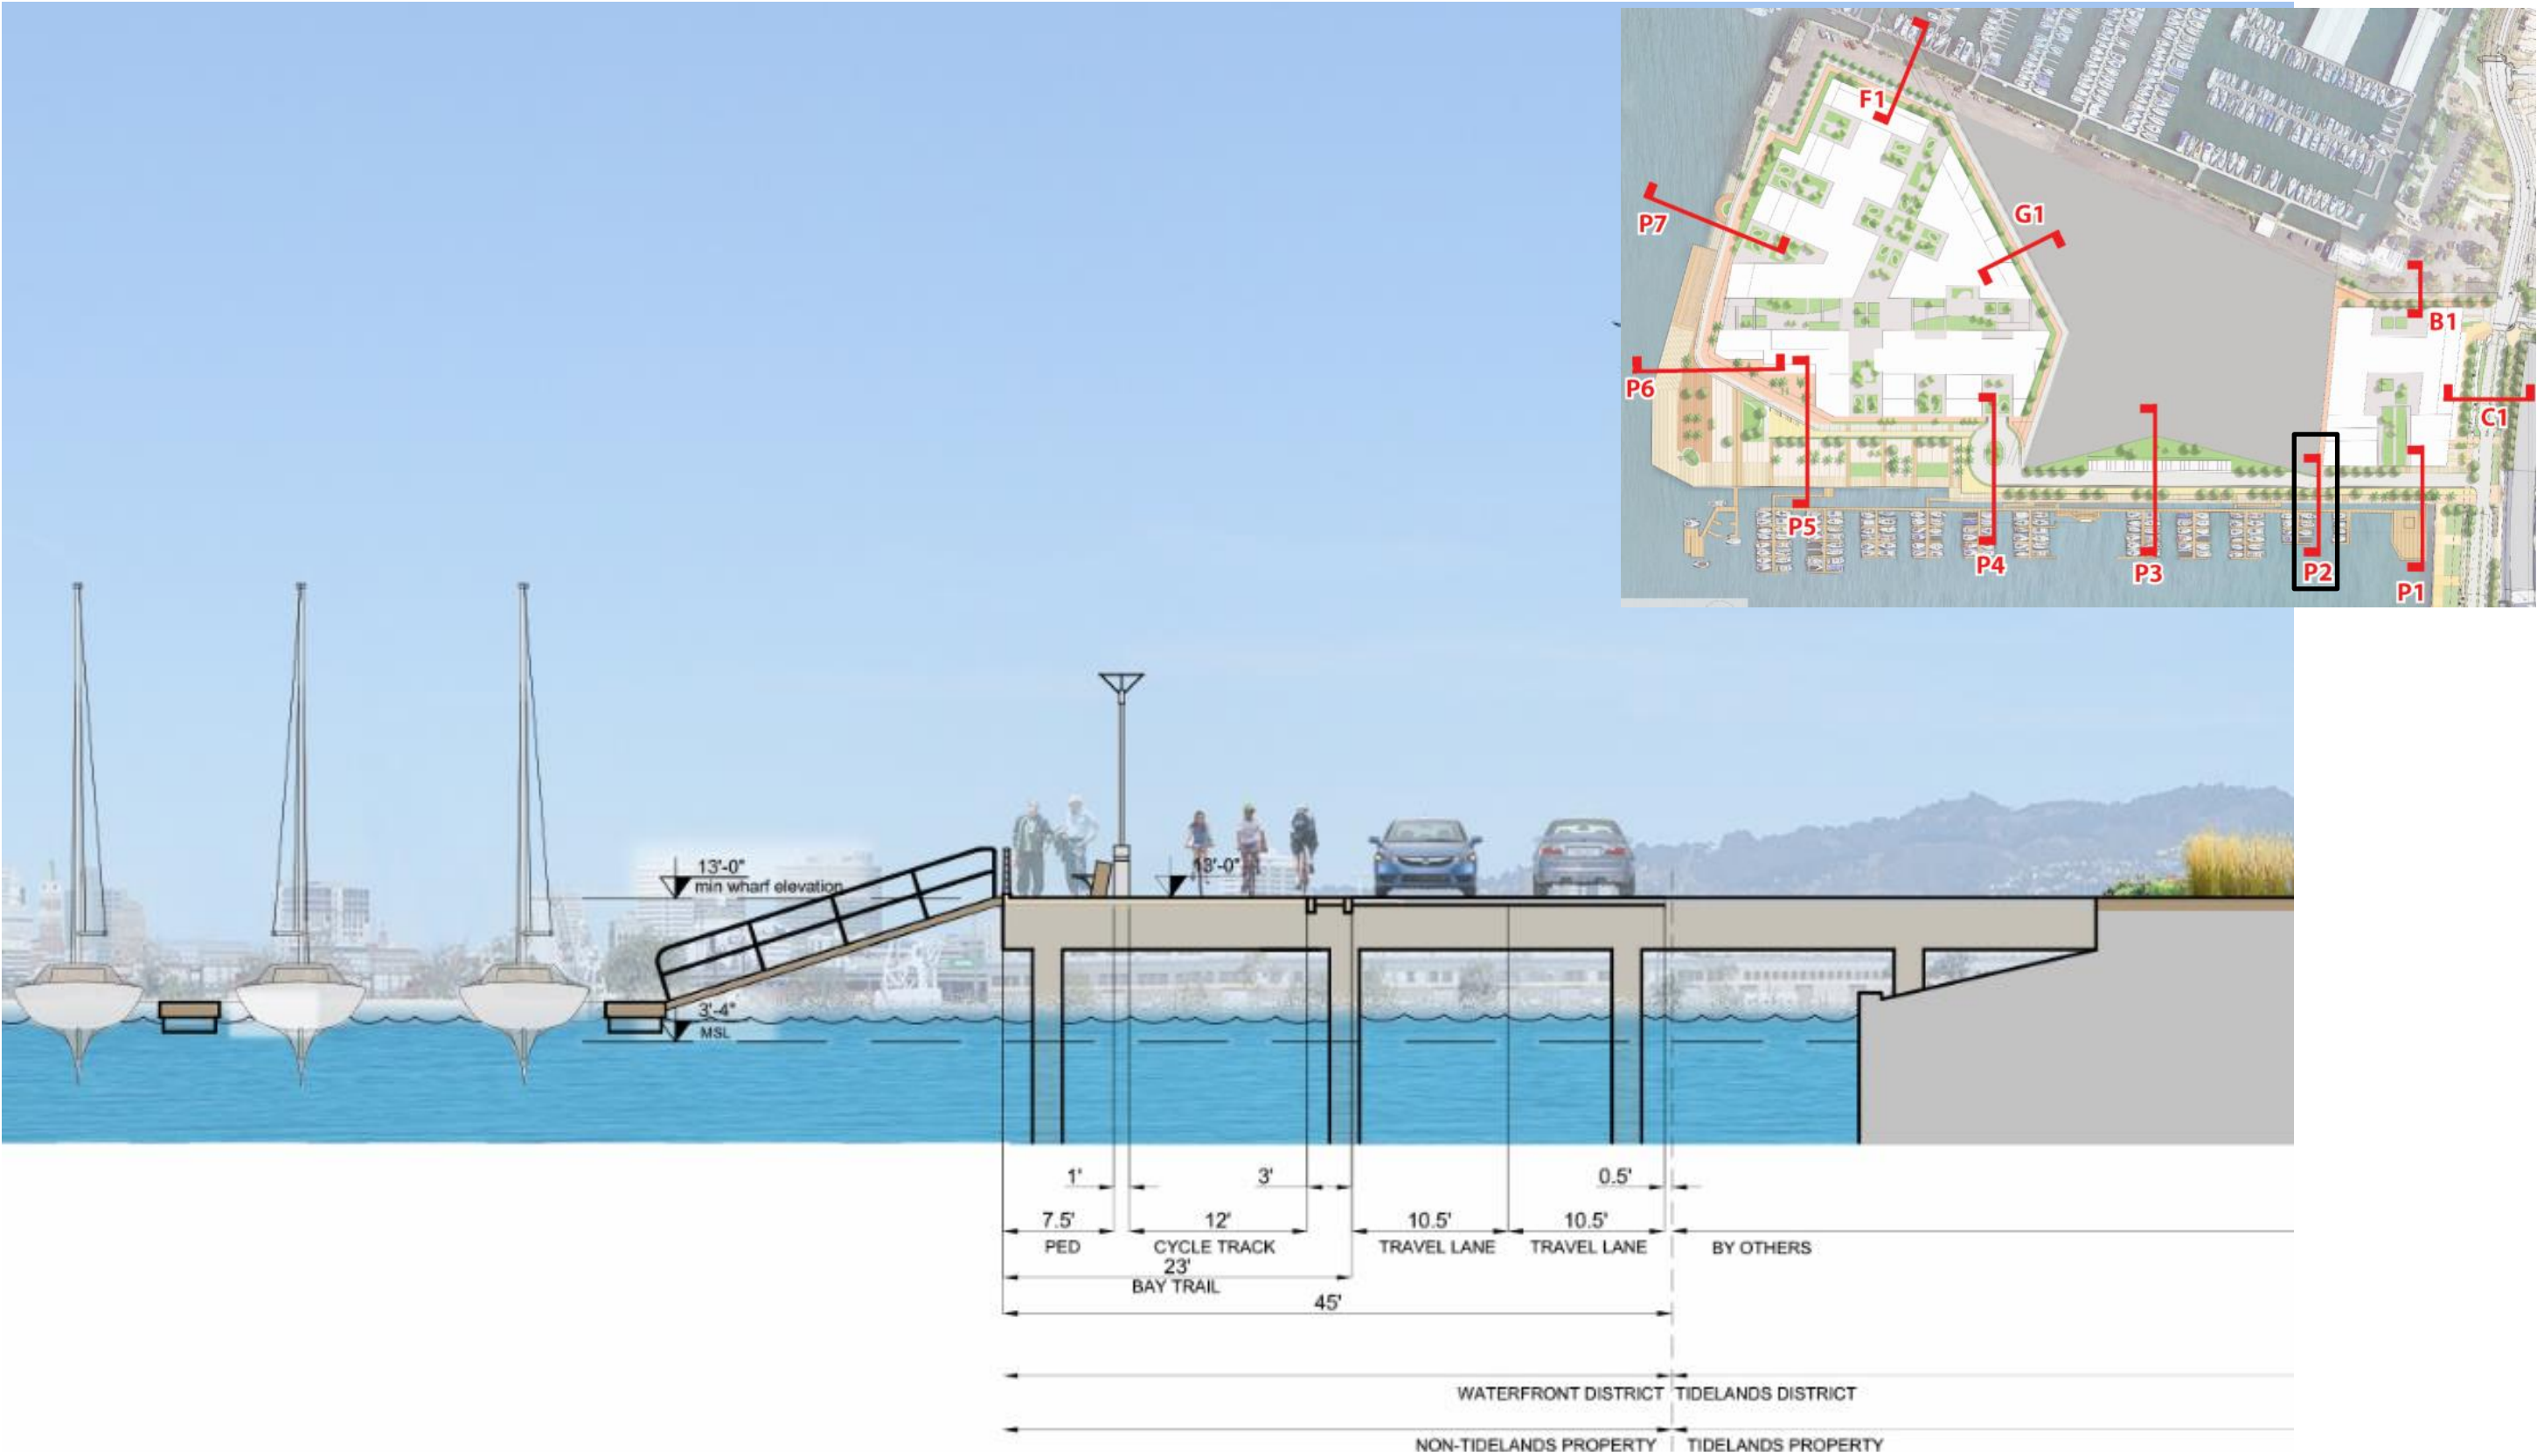 F1
P7
G1
B1
P6
C1
P5
P4
P3
P2
P1
13'-0"
min wharf elevation
13'-0"
3'-4"
MSL
1' 3' 0.5'
7.5' 12' 10.5' 10.5'
PED CYCLE TRACK TRAVEL LANE TRAVEL LANE BY OTHERS
23'
BAY TRAIL
45'
WATERFRONT DISTRICT TIDELANDS DISTRICT
NON-TIDELANDS PROPERTY TIDELANDS PROPERTY